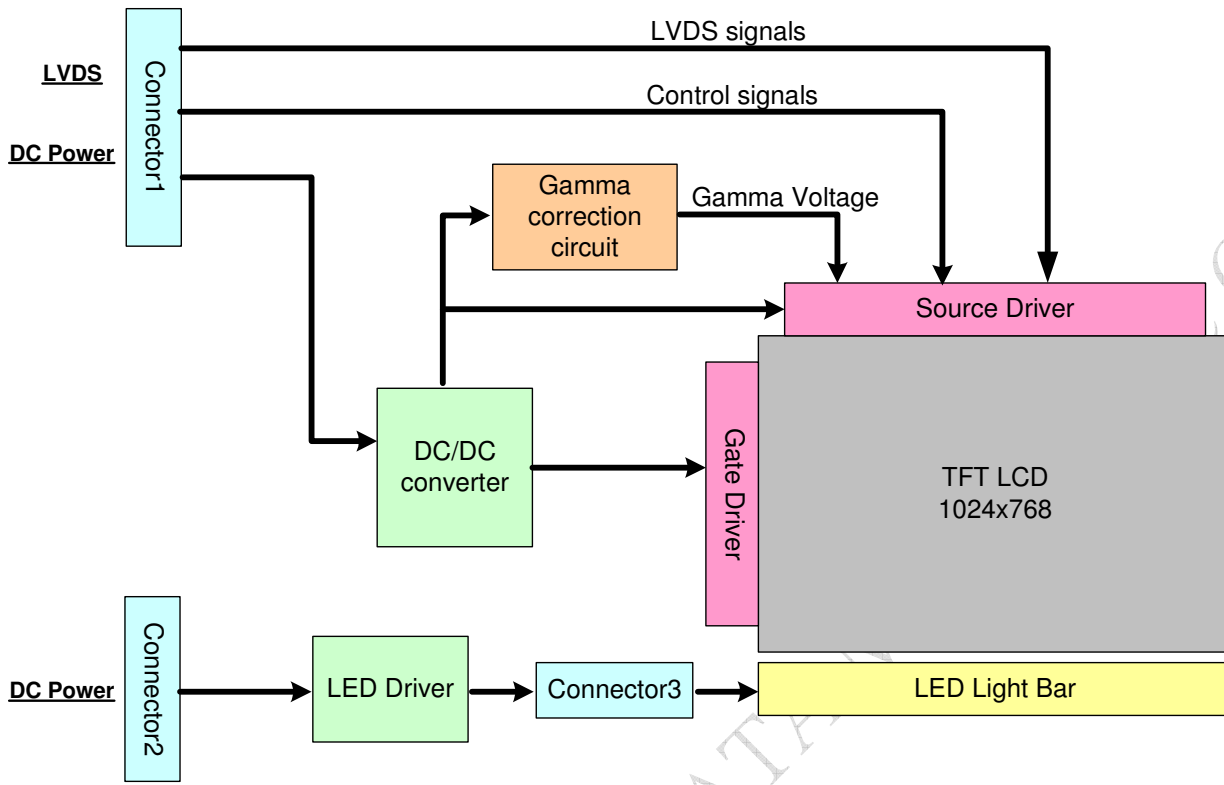 LVDS signals
LVDS
Connector1
Control signals
DC Power
Gamma
correction
circuit
Gamma Voltage
Source Driver
DC/DC
converter
Gate Driver
TFT LCD
1024x768
DC Power
Connector2
LED Driver
Connector3
LED Light Bar